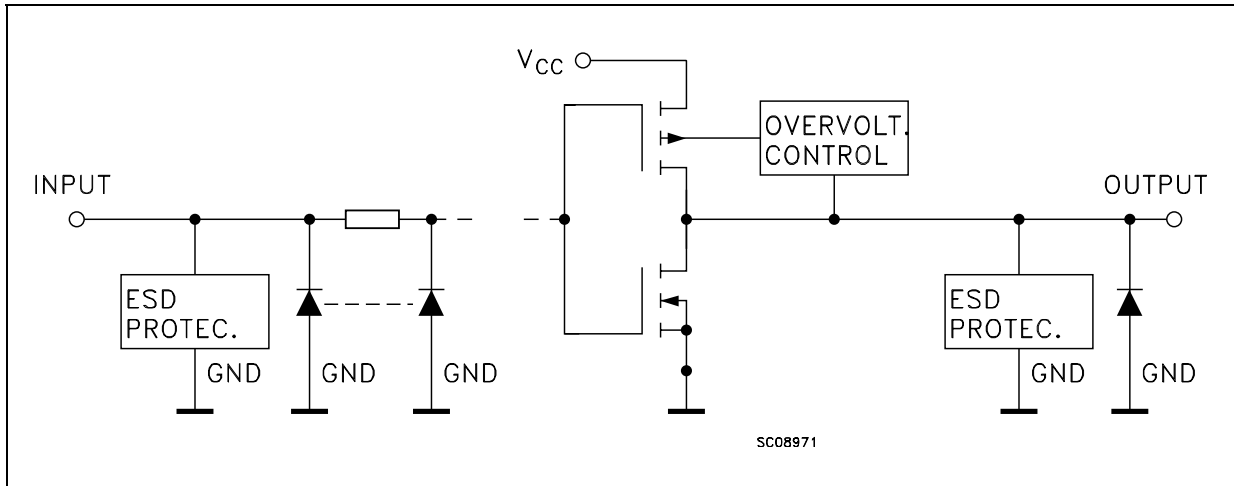 VCC
OVERVOLT.
CONTROL
INPUT
OUTPUT
ESD
PROTEC.
ESD
PROTEC.
GND
GND
GND
GND
GND
SC08971